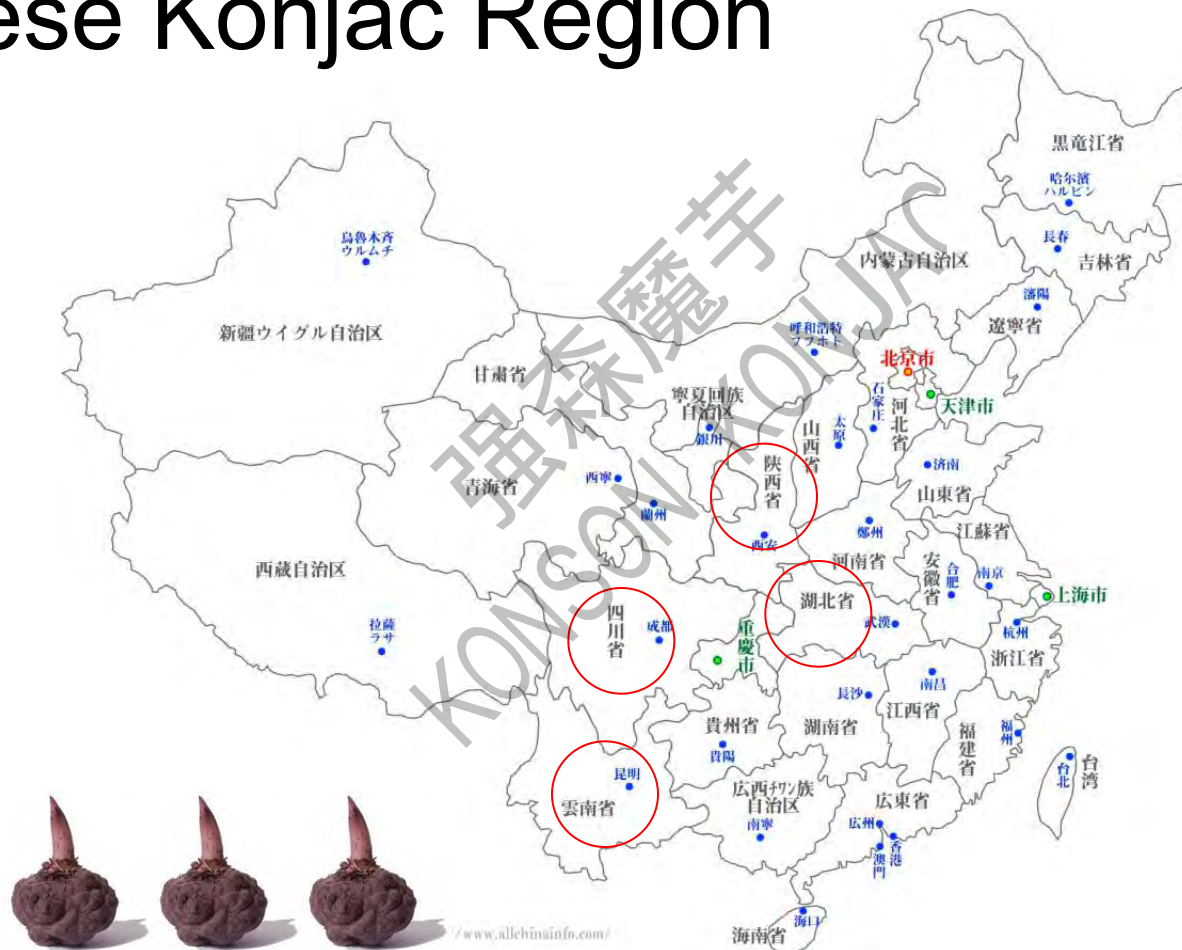 ese Konjac Region
黒竜江省
哈尔濱
ハルビン
長春
吉林省
内蒙古自治区
瀋陽
遼寧省
烏魯木斉
ウルムチ
新疆ウイグル自治区
呼和浩特
フフホト
北京市
天津市
甘粛省
寧夏回族
自治区
銀川
石家庄
河北省
太原
山西省
陝西省
済南
山東省
青海省
西寧
蘭州
西安
鄭州
河南省
江蘇省
安徽省
合肥
南京
上海市
西蔵自治区
拉薩
ラサ
四川省
成都
重慶市
湖北省
武漢
杭州
浙江省
長沙
湖南省
南昌
江西省
貴州省
貴陽
福建省
福州
台北
台湾
昆明
雲南省
広西チワン族
自治区
南寧
広東省
広州
香港
澳門
海口
海南省
强森魔芋
KONSON KONJAC
/www.allchinainfo.com/